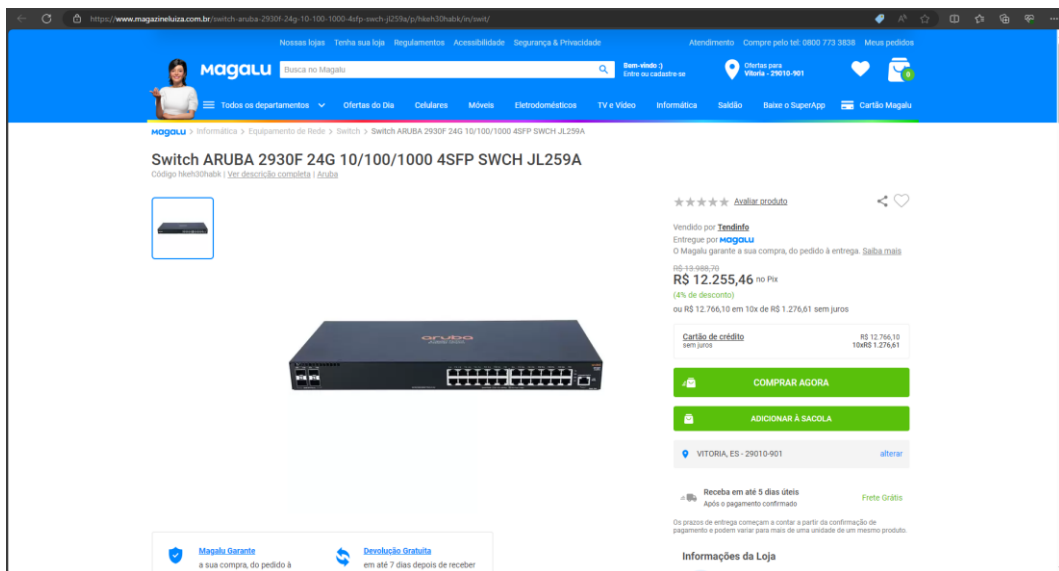 https://www.magazineluiza.com.br/switch-aruba-2930f-24g-10-100-1000-4sfp-swch-jl259a/p/hkeh30habk/in/swit/
Nossas lojas Tenha sua loja Regulamentos Acessibilidade Segurança & Privacidade Atendimento Compre pelo tel: 0800 773 3838 Meus pedidos
Magalu Busca no Magalu
Bem-vindo :)
Entre ou cadastre-se
Ofertas para
Vitoria - 29010-901
0
Todos os departamentos Ofertas do Dia Celulares Móveis Eletrodomésticos TV e Vídeo Informática Saldão Baixe o SuperApp Cartão Magalu
Magalu > Informática > Equipamento de Rede > Switch > Switch ARUBA 2930F 24G 10/100/1000 4SFP SWCH JL259A
Switch ARUBA 2930F 24G 10/100/1000 4SFP SWCH JL259A
Código hkeh30habk | Ver descrição completa | Aruba
aruba
Avaliar produto
Vendido por Tendinfo
Entregue por Magalu
O Magalu garante a sua compra, do pedido à entrega. Saiba mais
R$ 13.988,70
R$ 12.255,46 no Pix
(4% de desconto)
ou R$ 12.766,10 em 10x de R$ 1.276,61 sem juros
Cartão de crédito R$ 12.766,10
sem juros 10xR$ 1.276,61
COMPRAR AGORA
ADICIONAR À SACOLA
VITORIA, ES - 29010-901 alterar
Receba em até 5 dias úteis Frete Grátis
Após o pagamento confirmado
Os prazos de entrega começam a contar a partir da confirmação de
pagamento e podem variar para mais de uma unidade de um mesmo produto.
Informações da Loja
Magalu Garante
a sua compra, do pedido à
Devolução Gratuita
em até 7 dias depois de receber